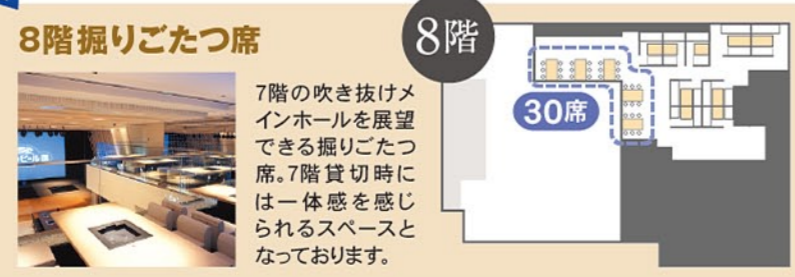 8階掘りごたつ席
7階の吹き抜けメ
インホールを展望
できる掘りごたつ
席。7階貸切時に
は一体感を感じ
られるスペースと
なっております。
8階
30席